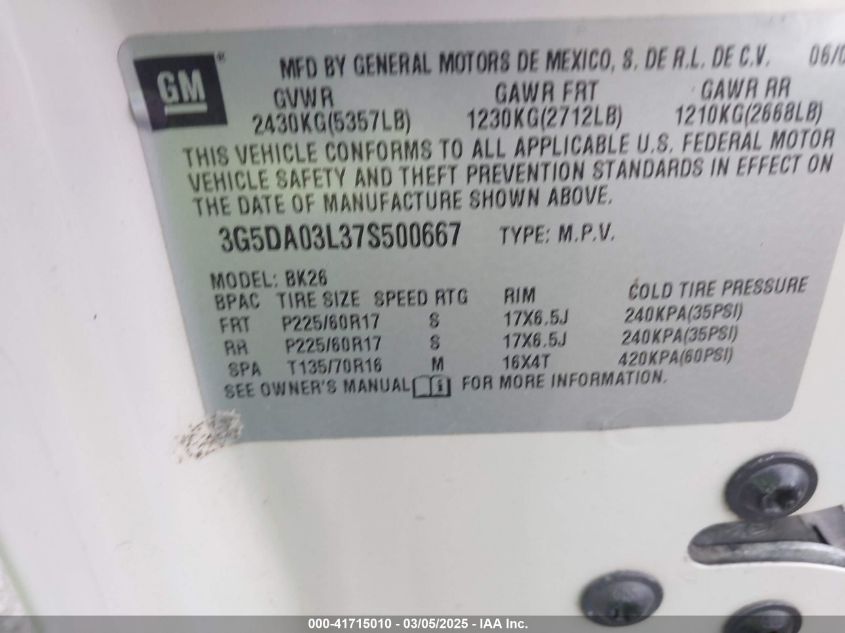 GM®
MFD BY GENERAL MOTORS DE MEXICO, S. DE R.L. DE C.V. 06/0
GVWR GAWR FRT GAWR RR
2430KG(5357LB) 1230KG(2712LB) 1210KG(2668LB)
THIS VEHICLE CONFORMS TO ALL APPLICABLE U.S. FEDERAL MOTOR
VEHICLE SAFETY AND THEFT PREVENTION STANDARDS IN EFFECT ON
THE DATE OF MANUFACTURE SHOWN ABOVE.
3G5DA03L37S500667 TYPE: M.P.V.
MODEL: BK26
BPAC TIRE SIZE SPEED RTG RIM COLD TIRE PRESSURE
FRT P225/60R17 S 17X6.5J 240KPA(35PSI)
RR P225/60R17 S 17X6.5J 240KPA(35PSI)
SPA T135/70R16 M 16X4T 420KPA(60PSI)
SEE OWNER'S MANUAL FOR MORE INFORMATION.
000-41715010 — 03/05/2025 - IAA Inc.